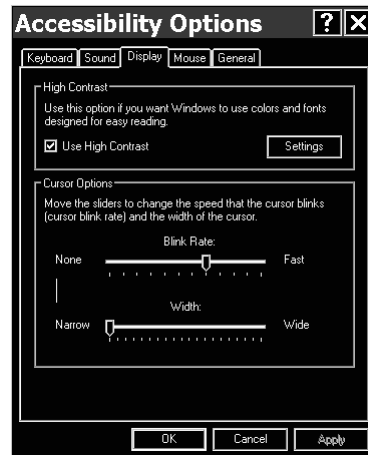 Accessibility Options ? X
Keyboard Sound Display Mouse General
High Contrast
Use this option if you want Windows to use colors and fonts
designed for easy reading.
Use High Contrast Settings
Cursor Options
Move the sliders to change the speed that the cursor blinks
(cursor blink rate) and the width of the cursor.
Blink Rate:
None Fast
Width:
Narrow Wide
OK Cancel Apply